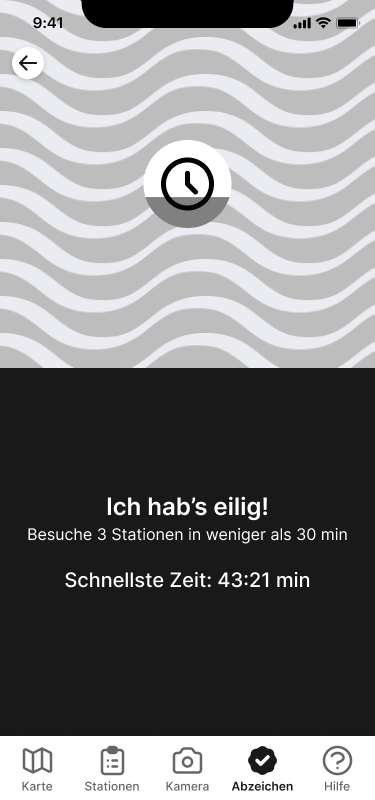 9:41
Ich hab’s eilig!
Besuche 3 Stationen in weniger als 30 min
Schnellste Zeit: 43:21 min
Karte
Stationen
Kamera
Abzeichen
Hilfe